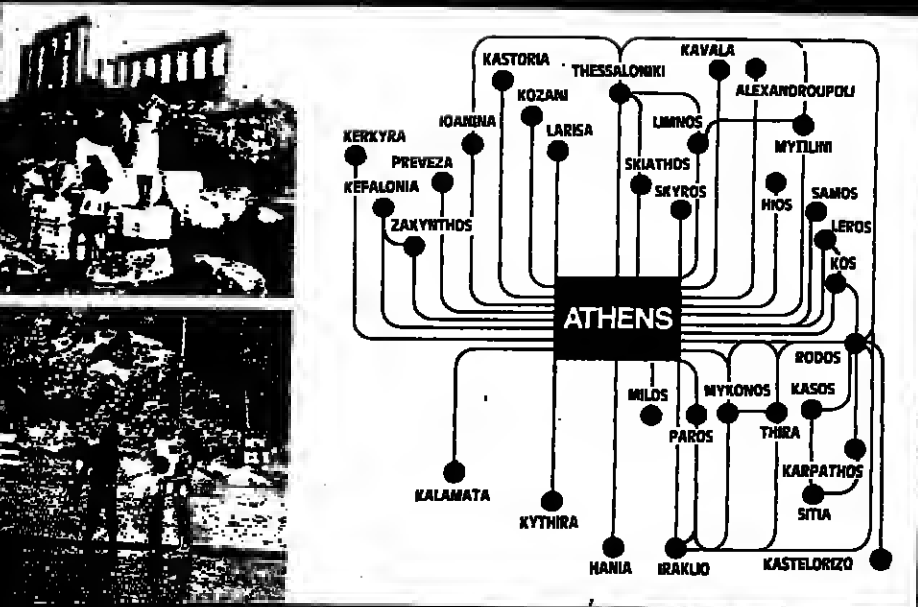 KASTORIA
THESSALONIKI
KAVALA
KOZANI
ALEXANDROUPOLI
IOANINA
LARISA
LIMNOS
KERKYRA
PREVEZA
MYTILINI
SKIATHOS
KEFALONIA
SKYROS
HIOS
SAMOS
ZAKYNTHOS
LEROS
KOS
ATHENS
RODOS
MILOS
MYKONOS
KASOS
PAROS
THIRA
KARPATHOS
KALAMATA
SITIA
KYTHIRA
HANIA
IRAKLIO
KASTELORIZO